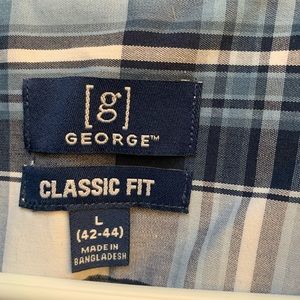 [g]
GEORGE™
CLASSIC FIT
L
(42-44)
MADE IN
BANGLADESH